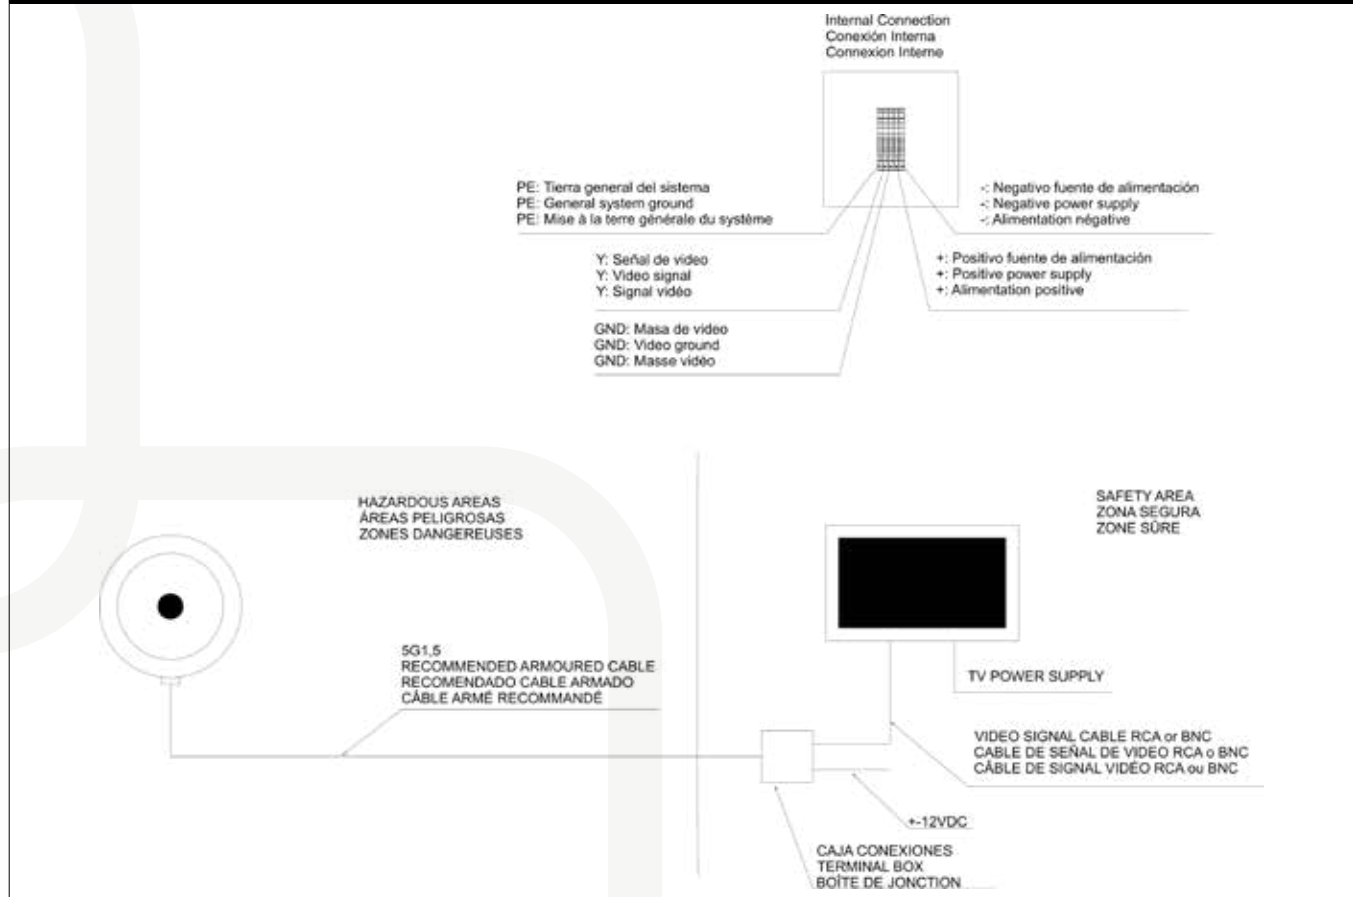 Internal Connection
Conexión Interna
Connexion Interne
PE: Tierra general del sistema
PE: General system ground
PE: Mise à la terre générale du système
-: Negativo fuente de alimentación
-: Negative power supply
-: Alimentation négative
Y: Señal de video
Y: Video signal
Y: Signal vidéo
+: Positivo fuente de alimentación
+: Positive power supply
+: Alimentation positive
GND: Masa de video
GND: Video ground
GND: Masse vidéo
HAZARDOUS AREAS
ÁREAS PELIGROSAS
ZONES DANGEREUSES
SAFETY AREA
ZONA SEGURA
ZONE SÛRE
5G1,5
RECOMMENDED ARMOURED CABLE
RECOMENDADO CABLE ARMADO
CÂBLE ARMÉ RECOMMANDÉ
TV POWER SUPPLY
VIDEO SIGNAL CABLE RCA or BNC
CABLE DE SEÑAL DE VIDEO RCA o BNC
CÂBLE DE SIGNAL VIDÉO RCA ou BNC
+-12VDC
CAJA CONEXIONES
TERMINAL BOX
BOÎTE DE JONCTION